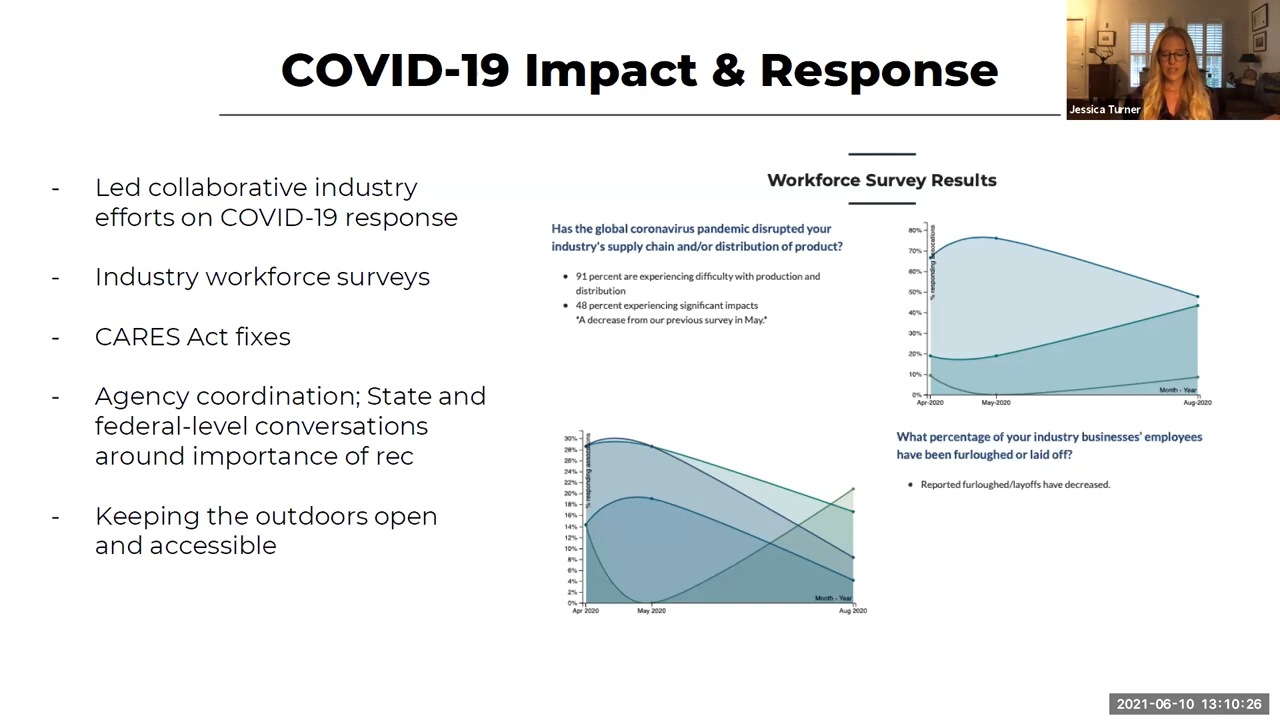 COVID-19 Impact & Response
Jessica Turner
- Led collaborative industry
efforts on COVID-19 response
- Industry workforce surveys
- CARES Act fixes
- Agency coordination; State and
federal-level conversations
around importance of rec
- Keeping the outdoors open
and accessible
Workforce Survey Results
Has the global coronavirus pandemic disrupted your
industry's supply chain and/or distribution of product?
• 91 percent are experiencing difficulty with production and
distribution
• 48 percent experiencing significant impacts
*A decrease from our previous survey in May.*
80%
70%
60%
50%
40%
30%
20%
10%
0%
% responding associations
Month - Year
Apr-2020 May-2020 Aug-2020
30%
28%
26%
24%
22%
20%
18%
16%
14%
12%
10%
8%
6%
4%
2%
0%
% responding associations
Month - Year
Apr 2020 May 2020 Aug 2020
What percentage of your industry businesses' employees
have been furloughed or laid off?
• Reported furloughed/layoffs have decreased.
2021-06-10 13:10:26